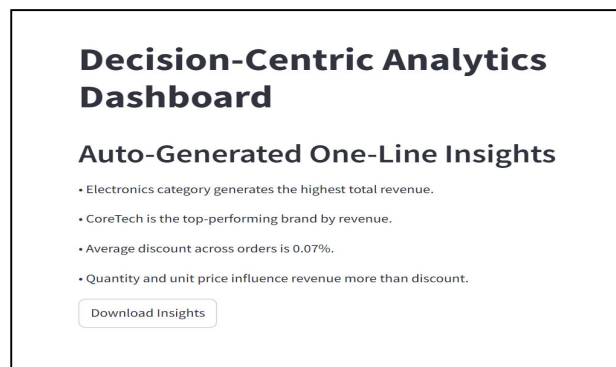 Decision-Centric Analytics
Dashboard
Auto-Generated One-Line Insights
• Electronics category generates the highest total revenue.
• CoreTech is the top-performing brand by revenue.
• Average discount across orders is 0.07%.
• Quantity and unit price influence revenue more than discount.
Download Insights